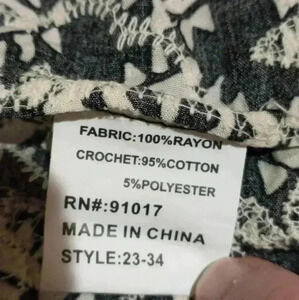 FABRIC:100%RAYON
CROCHET:95%COTTON
5%POLYESTER
RN#:91017
MADE IN CHINA
STYLE:23-34